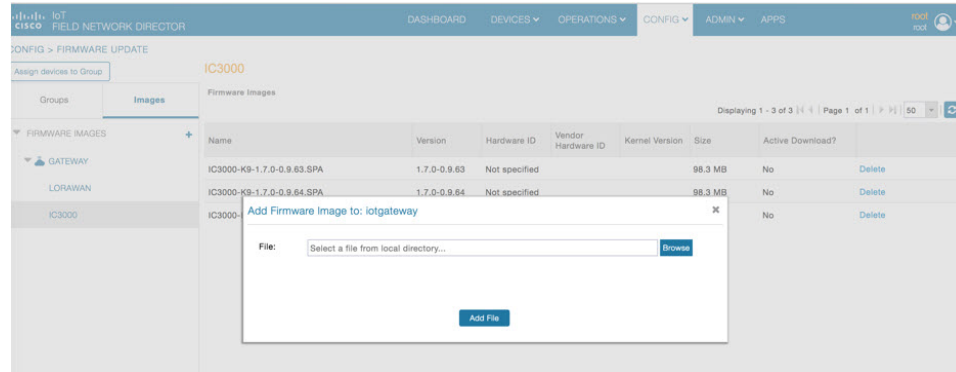 cisco IoT FIELD NETWORK DIRECTOR DASHBOARD DEVICES OPERATIONS CONFIG ADMIN APPS root root
CONFIG > FIRMWARE UPDATE
Assign devices to Group
IC3000
Groups Images
Firmware Images
Displaying 1 - 3 of 3 Page 1 of 1 50
FIRMWARE IMAGES +
Name Version Hardware ID Vendor Hardware ID Kernel Version Size Active Download?
GATEWAY
IC3000-K9-1.7.0-0.9.63.SPA 1.7.0-0.9.63 Not specified 98.3 MB No Delete
LORAWAN
IC3000-K9-1.7.0-0.9.64.SPA 1.7.0-0.9.64 Not specified 98.3 MB No Delete
IC3000
IC3000- No Delete
Add Firmware Image to: iotgateway
File: Select a file from local directory... Browse
Add File